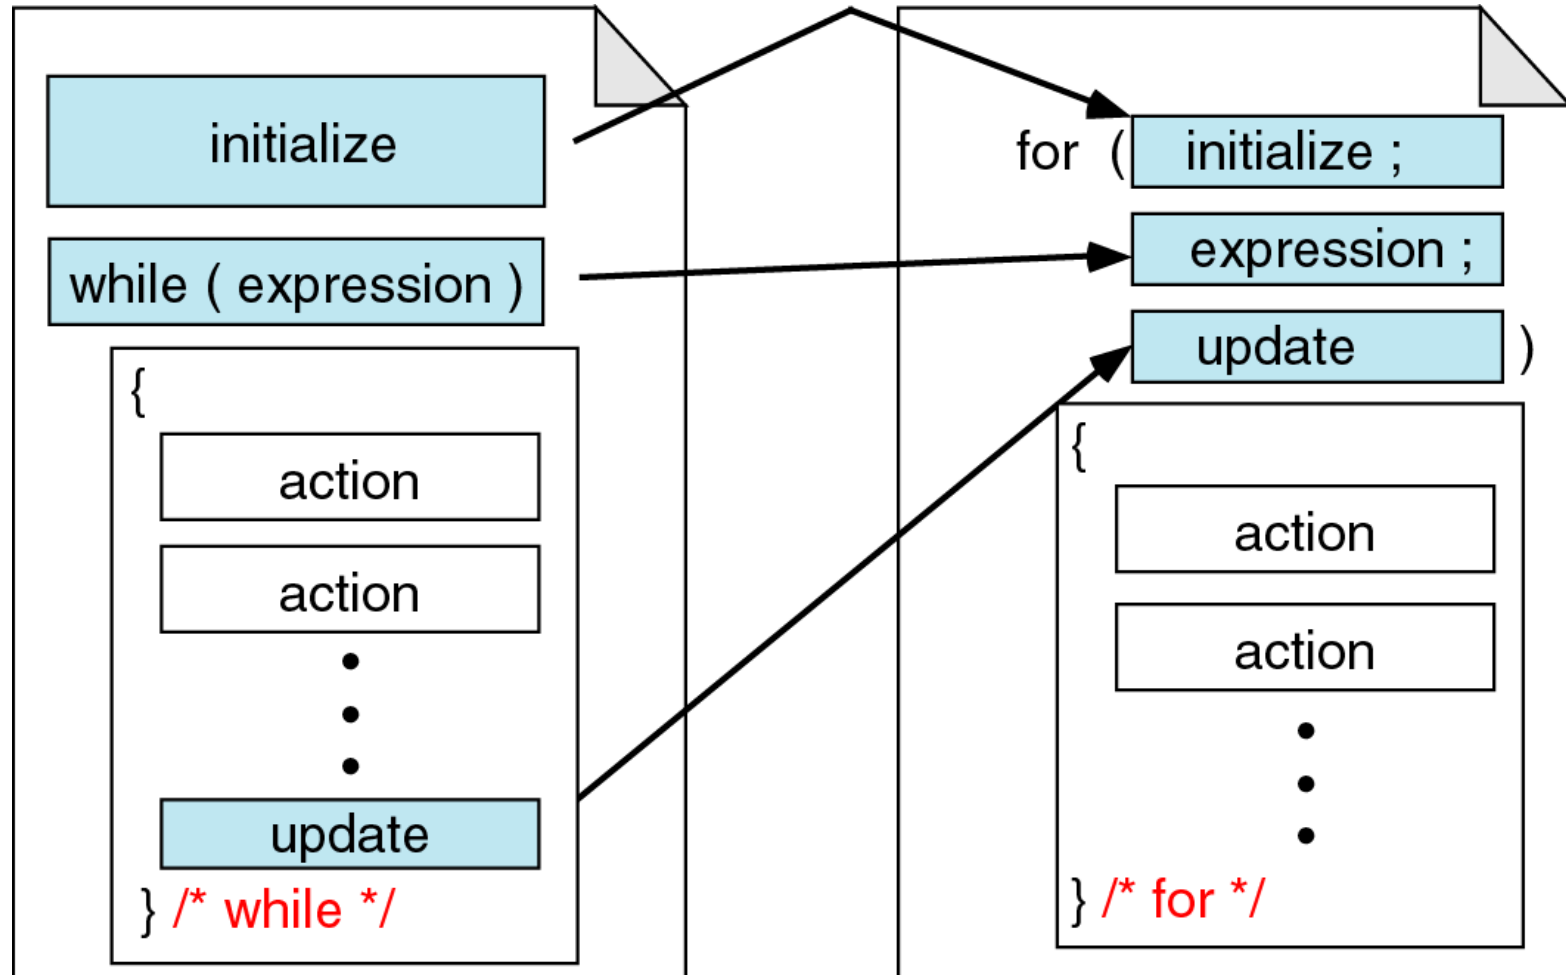 initialize
while ( expression )
{
action
action
update
} /* while */
for ( initialize ;
expression ;
update )
{
action
action
} /* for */